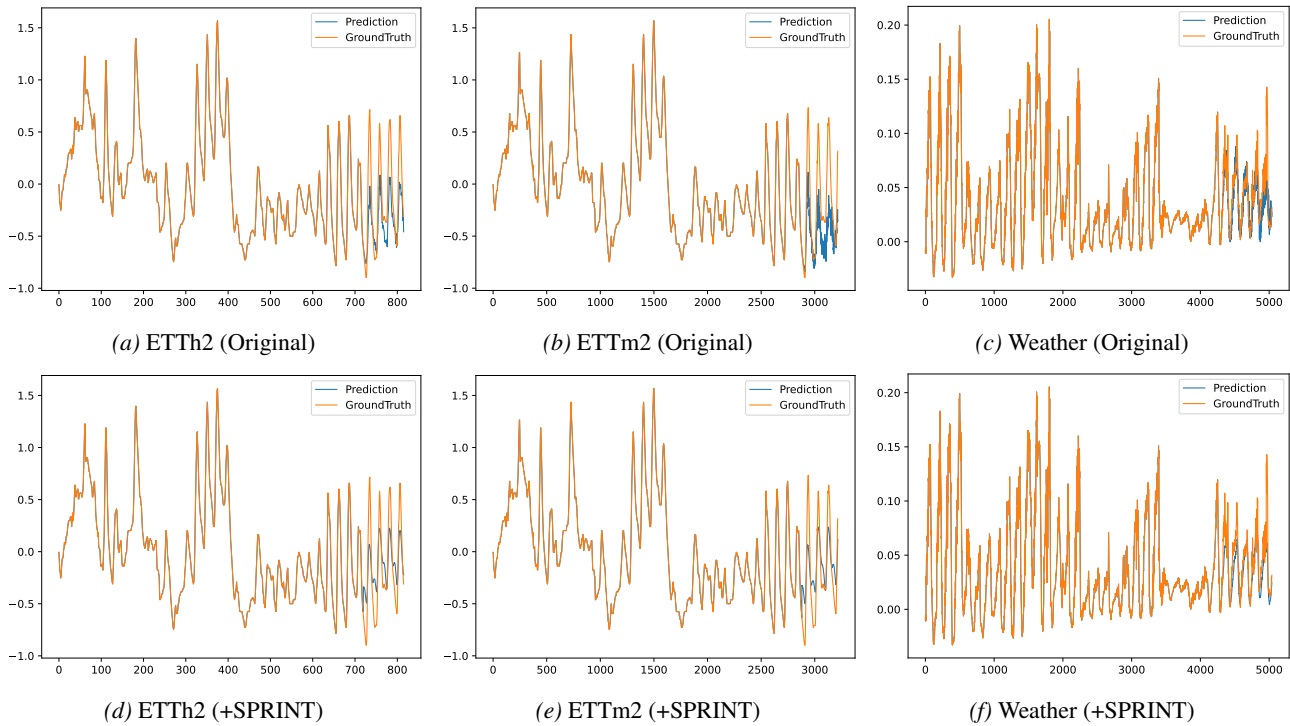 Prediction
GroundTruth
1.5
1.0
0.5
0.0
−0.5
−1.0
0 100 200 300 400 500 600 700 800
(a) ETTh2 (Original)
Prediction
GroundTruth
1.5
1.0
0.5
0.0
−0.5
−1.0
0 500 1000 1500 2000 2500 3000
(b) ETTm2 (Original)
Prediction
GroundTruth
0.20
0.15
0.10
0.05
0.00
0 1000 2000 3000 4000 5000
(c) Weather (Original)
Prediction
GroundTruth
1.5
1.0
0.5
0.0
−0.5
−1.0
0 100 200 300 400 500 600 700 800
(d) ETTh2 (+SPRINT)
Prediction
GroundTruth
1.5
1.0
0.5
0.0
−0.5
−1.0
0 500 1000 1500 2000 2500 3000
(e) ETTm2 (+SPRINT)
Prediction
GroundTruth
0.20
0.15
0.10
0.05
0.00
0 1000 2000 3000 4000 5000
(f) Weather (+SPRINT)